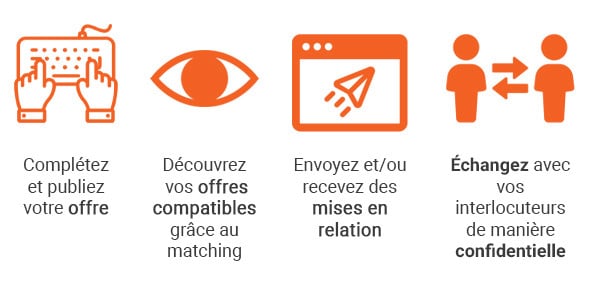 Complétez
et publiez
votre offre
Découvrez
vos offres
compatibles
grâce au
matching
Envoyez et/ou
recevez des
mises en
relation
Échangez avec
vos
interlocuteurs
de manière
confidentielle